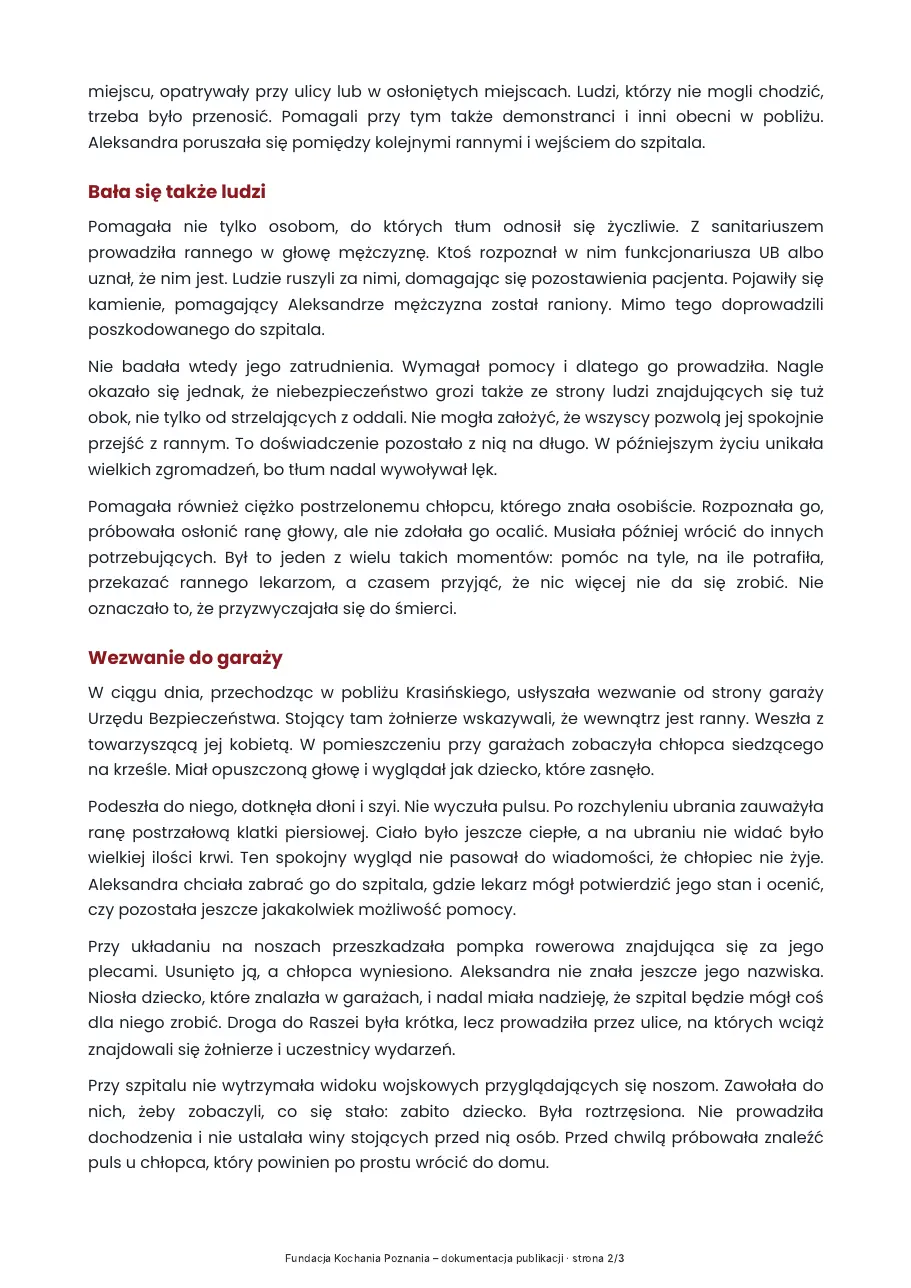 miejscu, opatrywały przy ulicy lub w osłoniętych miejscach. Ludzi, którzy nie mogli chodzić,
trzeba było przenosić. Pomagali przy tym także demonstranci i inni obecni w pobliżu.
Aleksandra poruszała się pomiędzy kolejnymi rannymi i wejściem do szpitala.
Bała się także ludzi
Pomagała nie tylko osobom, do których tłum odnosił się życzliwie. Z sanitariuszem
prowadziła rannego w głowę mężczyznę. Ktoś rozpoznał w nim funkcjonariusza UB albo
uznał, że nim jest. Ludzie ruszyli za nimi, domagając się pozostawienia pacjenta. Pojawiły się
kamienie, pomagający Aleksandrze mężczyzna został raniony. Mimo tego doprowadzili
poszkodowanego do szpitala.
Nie badała wtedy jego zatrudnienia. Wymagał pomocy i dlatego go prowadziła. Nagle
okazało się jednak, że niebezpieczeństwo grozi także ze strony ludzi znajdujących się tuż
obok, nie tylko od strzelających z oddali. Nie mogła założyć, że wszyscy pozwolą jej spokojnie
przejść z rannym. To doświadczenie pozostało z nią na długo. W późniejszym życiu unikała
wielkich zgromadzeń, bo tłum nadal wywoływał lęk.
Pomagała również ciężko postrzelonemu chłopcu, którego znała osobiście. Rozpoznała go,
próbowała osłonić ranę głowy, ale nie zdołała go ocalić. Musiała później wrócić do innych
potrzebujących. Był to jeden z wielu takich momentów: pomóc na tyle, na ile potrafiła,
przekazać rannego lekarzom, a czasem przyjąć, że nic więcej nie da się zrobić. Nie
oznaczało to, że przyzwyczajała się do śmierci.
Wezwanie do garaży
W ciągu dnia, przechodząc w pobliżu Krasińskiego, usłyszała wezwanie od strony garaży
Urzędu Bezpieczeństwa. Stojący tam żołnierze wskazywali, że wewnątrz jest ranny. Weszła z
towarzyszącą jej kobietą. W pomieszczeniu przy garażach zobaczyła chłopca siedzącego
na krześle. Miał opuszczoną głowę i wyglądał jak dziecko, które zasnęło.
Podeszła do niego, dotknęła dłoni i szyi. Nie wyczuła pulsu. Po rozchyleniu ubrania zauważyła
ranę postrzałową klatki piersiowej. Ciało było jeszcze ciepłe, a na ubraniu nie widać było
wielkiej ilości krwi. Ten spokojny wygląd nie pasował do wiadomości, że chłopiec nie żyje.
Aleksandra chciała zabrać go do szpitala, gdzie lekarz mógł potwierdzić jego stan i ocenić,
czy pozostała jeszcze jakakolwiek możliwość pomocy.
Przy układaniu na noszach przeszkadzała pompka rowerowa znajdująca się za jego
plecami. Usunięto ją, a chłopca wyniesiono. Aleksandra nie znała jeszcze jego nazwiska.
Niosła dziecko, które znalazła w garażach, i nadal miała nadzieję, że szpital będzie mógł coś
dla niego zrobić. Droga do Raszei była krótka, lecz prowadziła przez ulice, na których wciąż
znajdowali się żołnierze i uczestnicy wydarzeń.
Przy szpitalu nie wytrzymała widoku wojskowych przyglądających się noszom. Zawołała do
nich, żeby zobaczyli, co się stało: zabito dziecko. Była roztrzęsiona. Nie prowadziła
dochodzenia i nie ustalała winy stojących przed nią osób. Przed chwilą próbowała znaleźć
puls u chłopca, który powinien po prostu wrócić do domu.
Fundacja Kochania Poznania – dokumentacja publikacji · strona 2/3